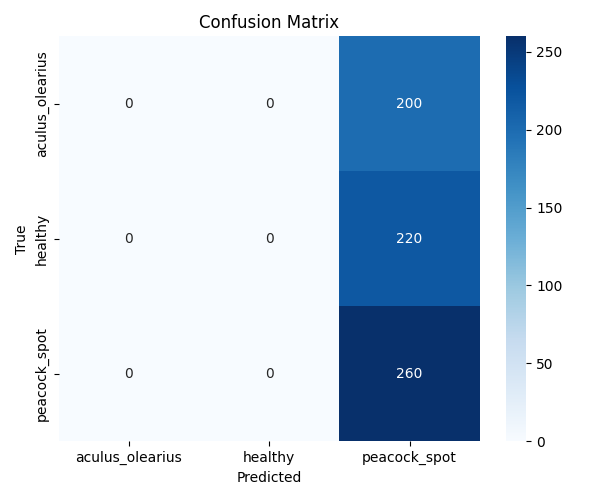 Confusion Matrix
True
aculus_olearius
0 0 200
healthy
0 0 220
peacock_spot
0 0 260
aculus_olearius healthy peacock_spot
Predicted
250
200
150
100
50
0